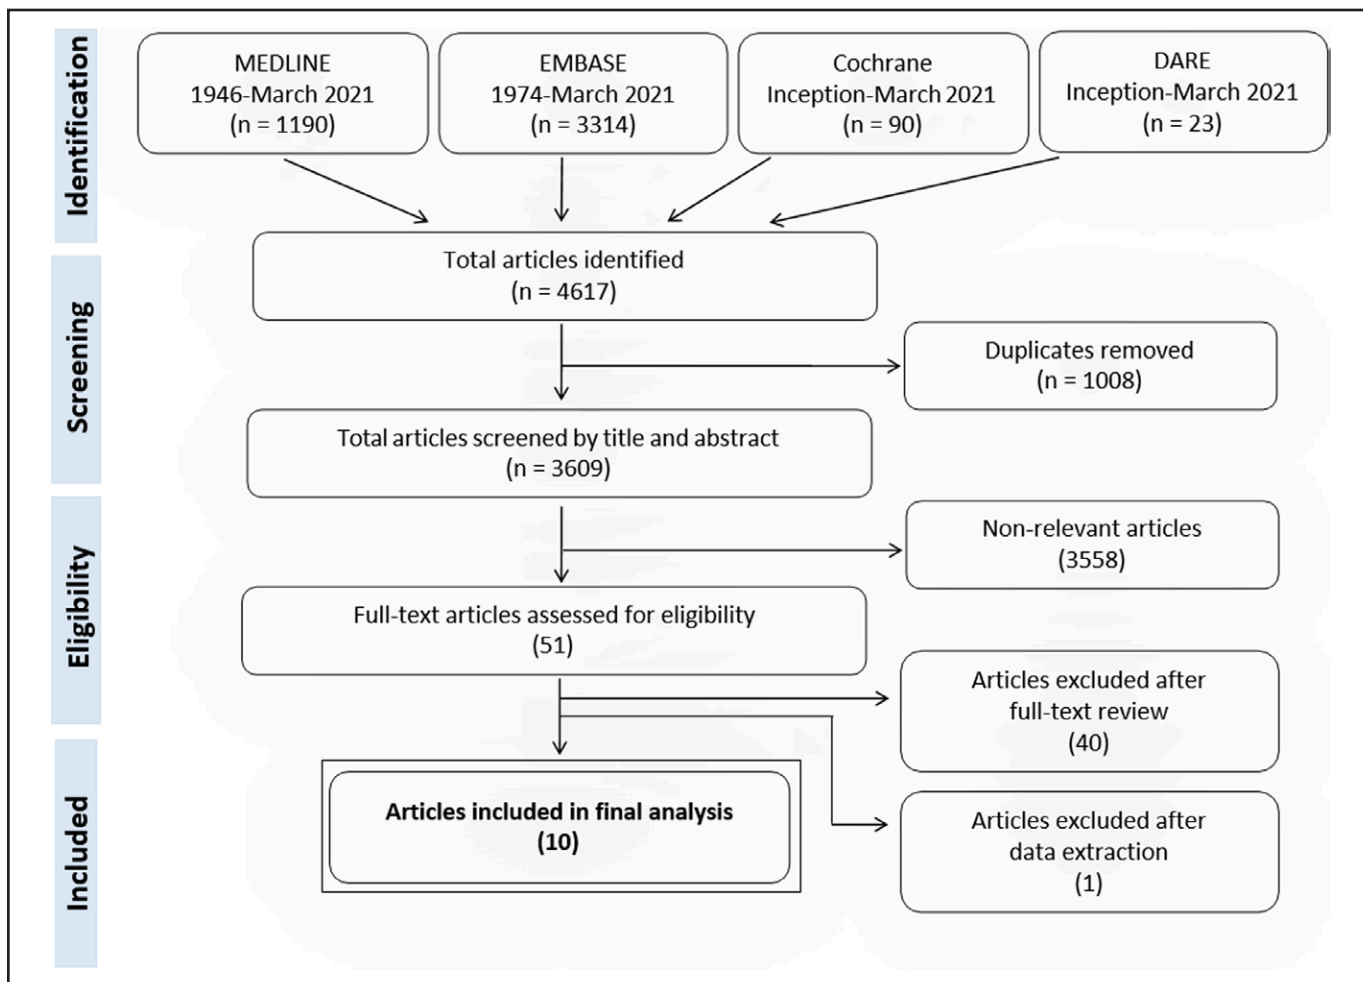 Identification
MEDLINE
1946-March 2021
(n = 1190)
EMBASE
1974-March 2021
(n = 3314)
Cochrane
Inception-March 2021
(n = 90)
DARE
Inception-March 2021
(n = 23)
Total articles identified
(n = 4617)
Screening
Duplicates removed
(n = 1008)
Total articles screened by title and abstract
(n = 3609)
Eligibility
Non-relevant articles
(3558)
Full-text articles assessed for eligibility
(51)
Articles excluded after
full-text review
(40)
Included
Articles included in final analysis
(10)
Articles excluded after
data extraction
(1)